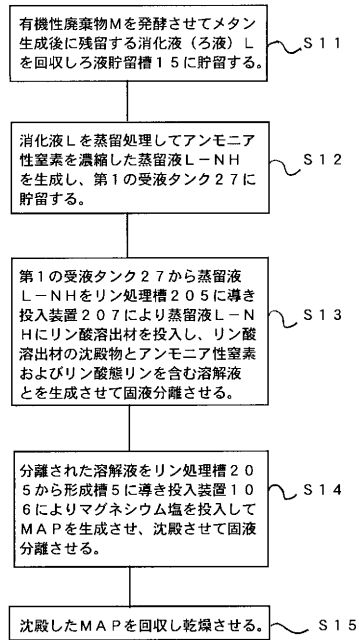 有機性廃棄物Mを発酵させてメタン
生成後に残留する消化液（ろ液）L
を回収しろ液貯留槽１５に貯留する。
S11
消化液Lを蒸留処理してアンモニア
性窒素を濃縮した蒸留液L－NH
を生成し、第１の受液タンク２７に
貯留する。
S12
第１の受液タンク２７から蒸留液
L－NHをリン処理槽２０５に導き
投入装置２０７により蒸留液L－N
Hにリン酸溶出材を投入し、リン酸
溶出材の沈殿物とアンモニア性窒素
およびリン酸態リンを含む溶解液
とを生成させて固液分離させる。
S13
分離された溶解液をリン処理槽２０
５から形成槽５に導き投入装置１０
６によりマグネシウム塩を投入して
MAPを生成させ、沈殿させて固液
分離させる。
S14
沈殿したMAPを回収し乾燥させる。
S15